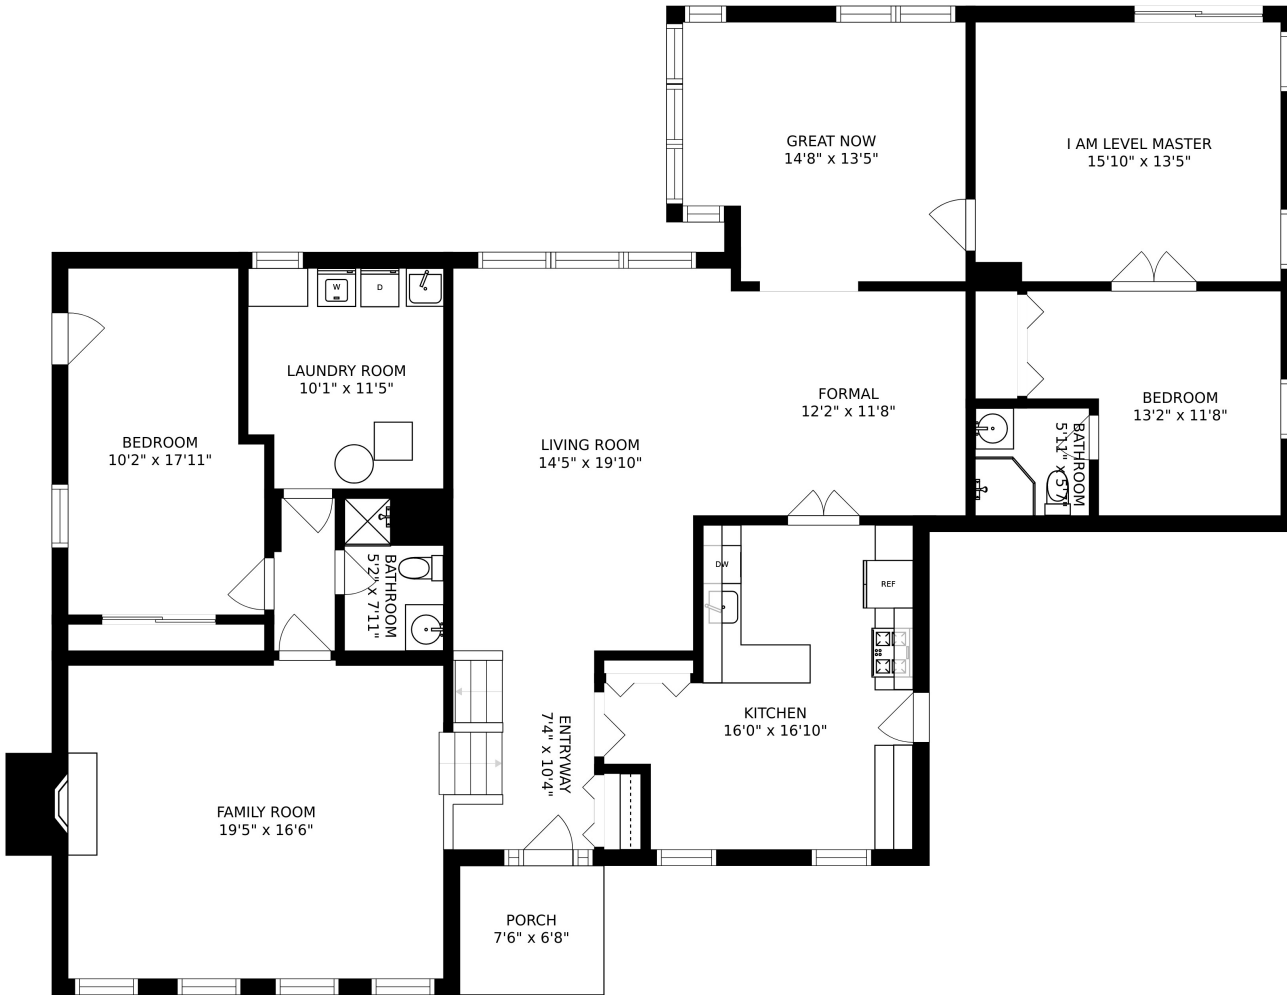 GREAT NOW
14'8" x 13'5"
I AM LEVEL MASTER
15'10" x 13'5"
W
D
LAUNDRY ROOM
10'1" x 11'5"
FORMAL
12'2" x 11'8"
BEDROOM
13'2" x 11'8"
BEDROOM
10'2" x 17'11"
LIVING ROOM
14'5" x 19'10"
BATHROOM
5'11" x 5'7"
DW
REF
BATHROOM
5'2" x 7'11"
KITCHEN
16'0" x 16'10"
ENTRYWAY
7'4" x 10'4"
FAMILY ROOM
19'5" x 16'6"
PORCH
7'6" x 6'8"